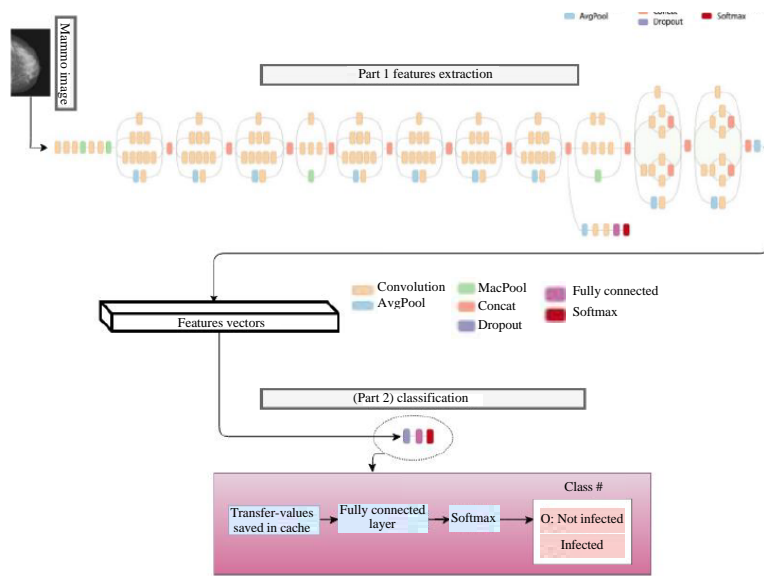 AvgPool
Concat
Dropout
Softmax
Mammo image
Part 1 features extraction
Convolution
AvgPool
MacPool
Concat
Dropout
Fully connected
Softmax
Features vectors
(Part 2) classification
Class #
Transfer-values
saved in cache
Fully connected
layer
Softmax
O: Not infected
Infected